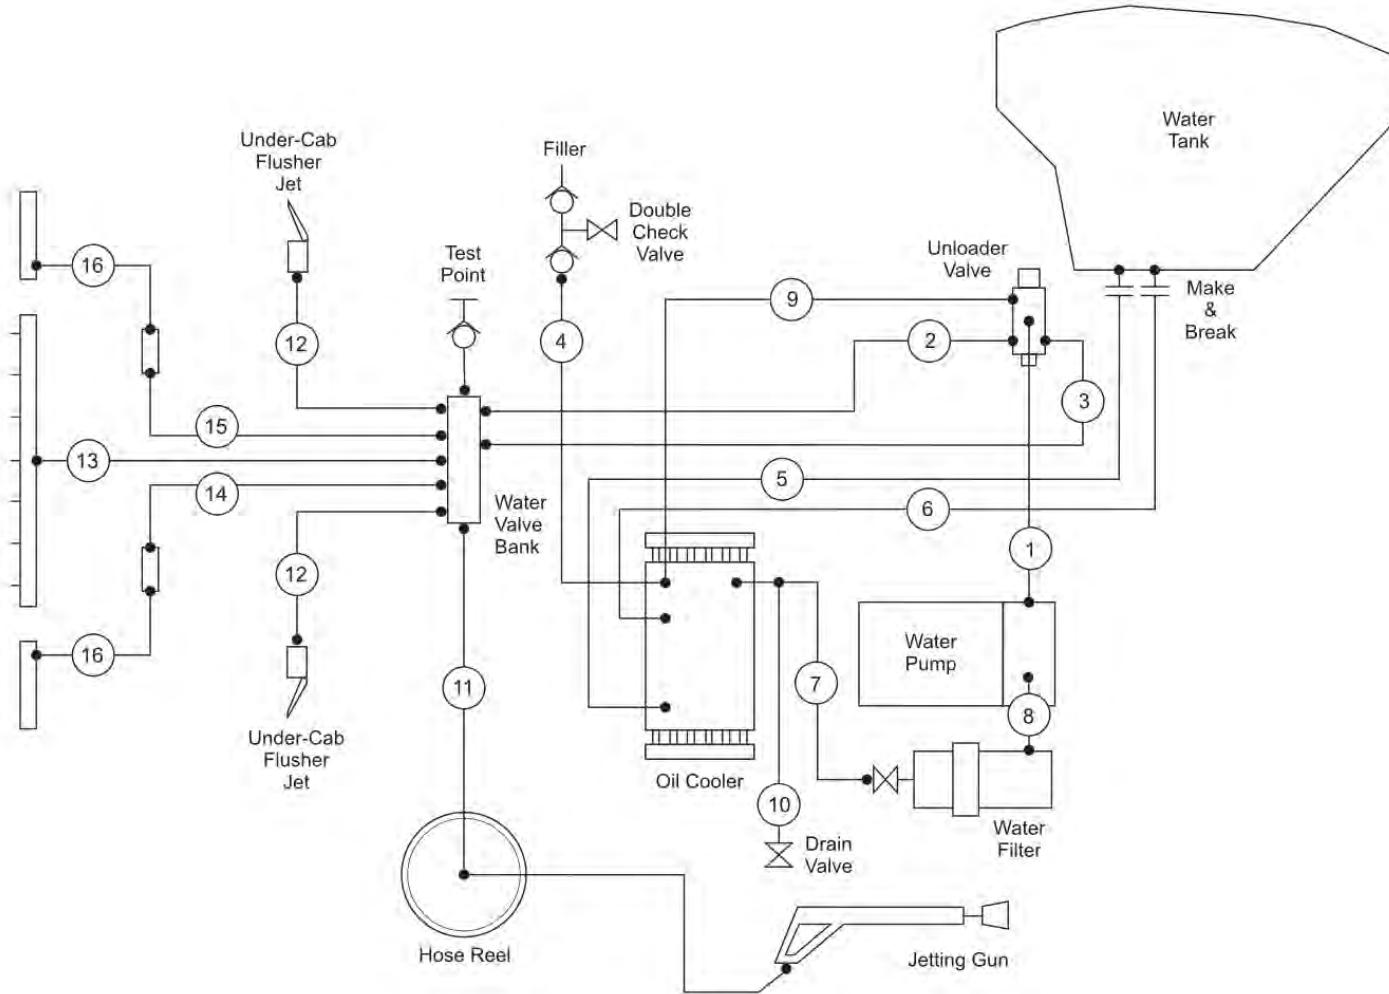 Water
Tank
Under-Cab
Flusher
Jet
Filler
Double
Check
Valve
Test
Point
Unloader
Valve
Make
&
Break
16
12
4
9
2
3
15
13
14
5
6
Water
Valve
Bank
1
12
16
11
Water
Pump
7
8
Under-Cab
Flusher
Jet
Oil Cooler
10
Drain
Valve
Water
Filter
Hose Reel
Jetting Gun